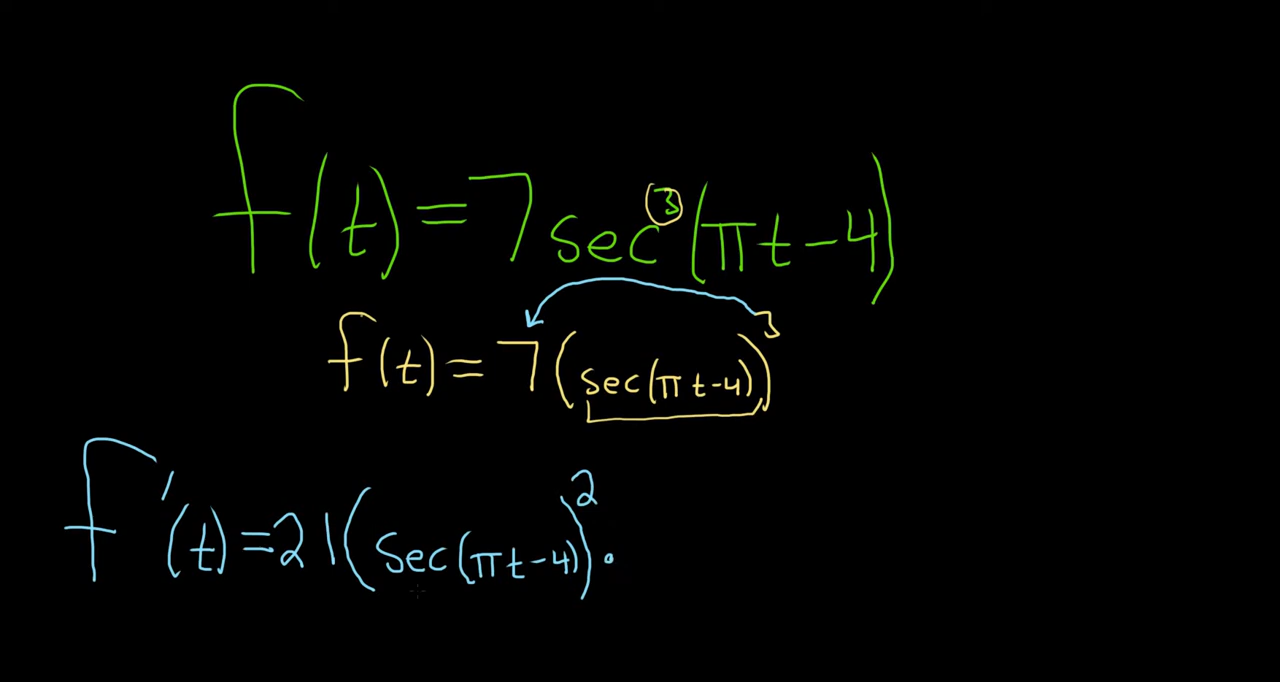 f(t) = 7 sec³(πt-4)
f(t) = 7(sec(πt-4))³
f'(t) = 21(sec(πt-4))² ·